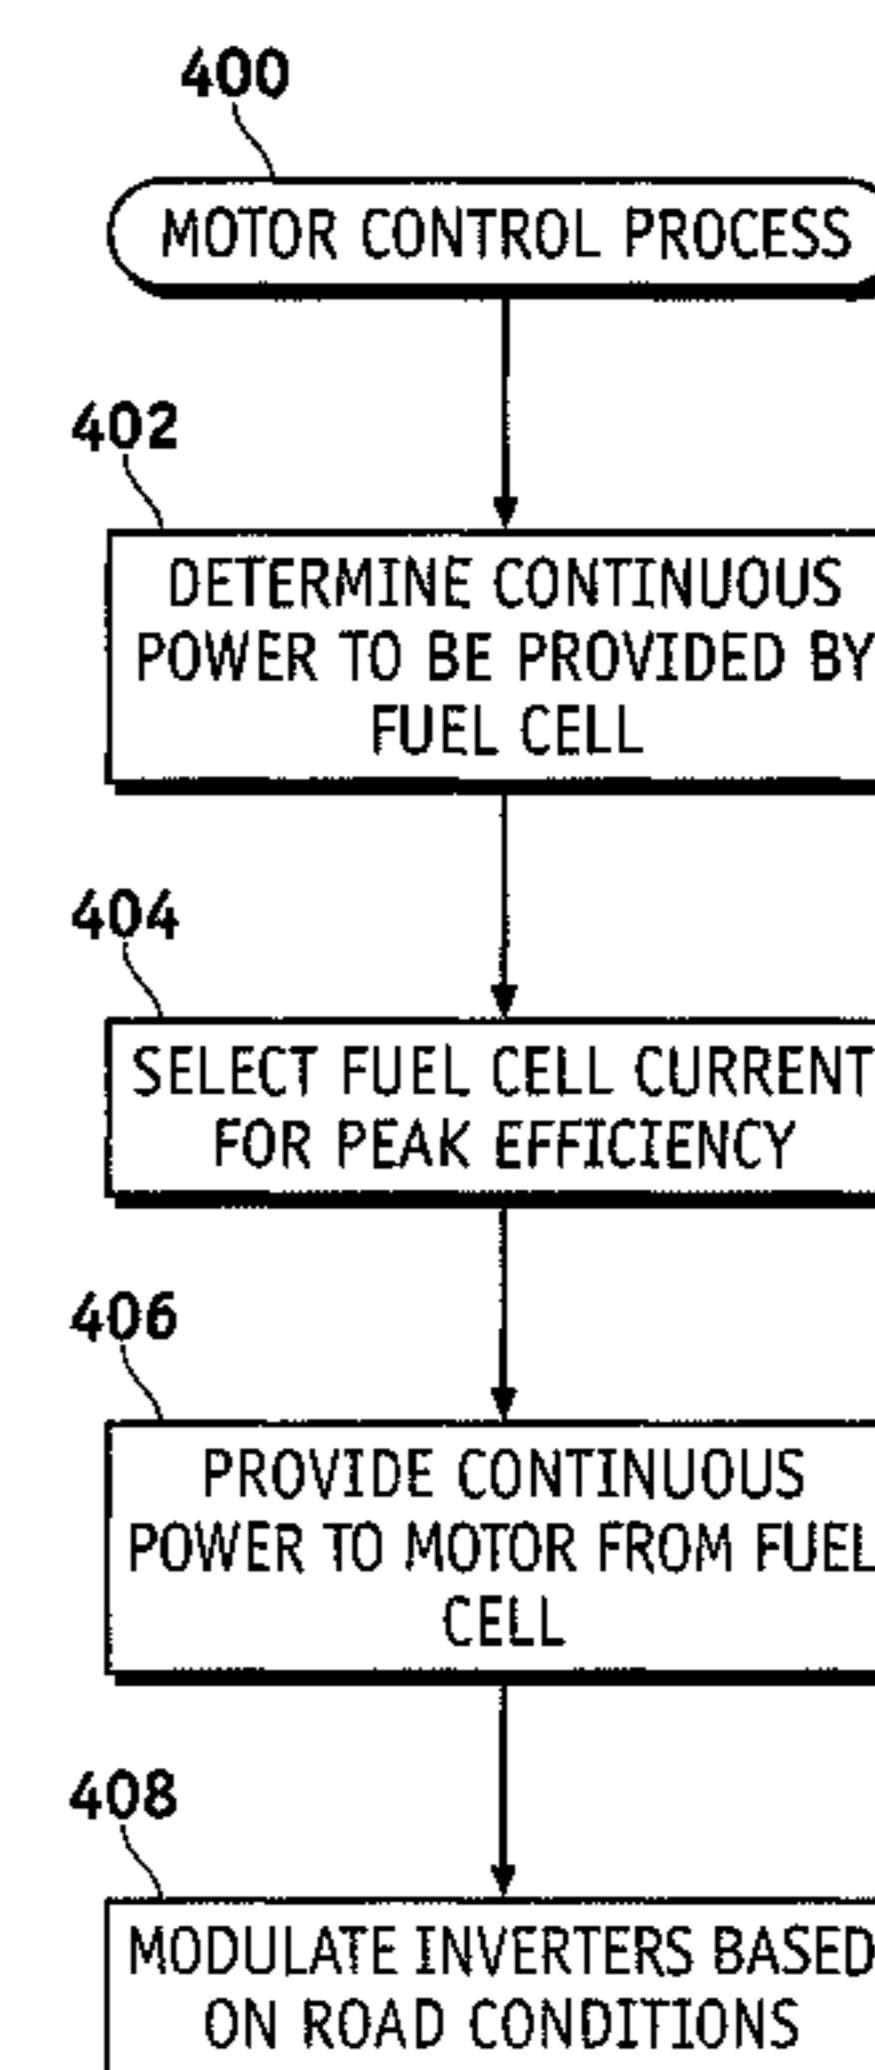 400
MOTOR CONTROL PROCESS
402
DETERMINE CONTINUOUS
POWER TO BE PROVIDED BY
FUEL CELL
404
SELECT FUEL CELL CURRENT
FOR PEAK EFFICIENCY
406
PROVIDE CONTINUOUS
POWER TO MOTOR FROM FUEL
CELL
408
MODULATE INVERTERS BASED
ON ROAD CONDITIONS